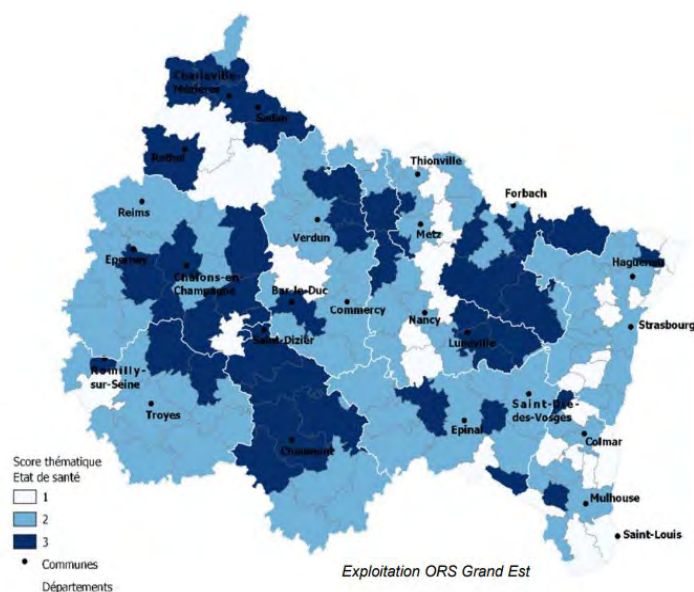 Charleville-
Mézières
Sedan
Rethel
Thionville
Forbach
Reims
Verdun
Metz
Epernay
Haguenau
Chalons-en-
Champagne
Bar-le-Duc
Commercy
Nancy
Strasbourg
Saint-Dizier
Luneville
Romilly-
sur-Seine
Troyes
Saint-Dié-
des-Vosges
Epinal
Colmar
Chaumont
Mulhouse
Saint-Louis
Score thématique
Etat de santé
1
2
3
Communes
Départements
Exploitation ORS Grand Est